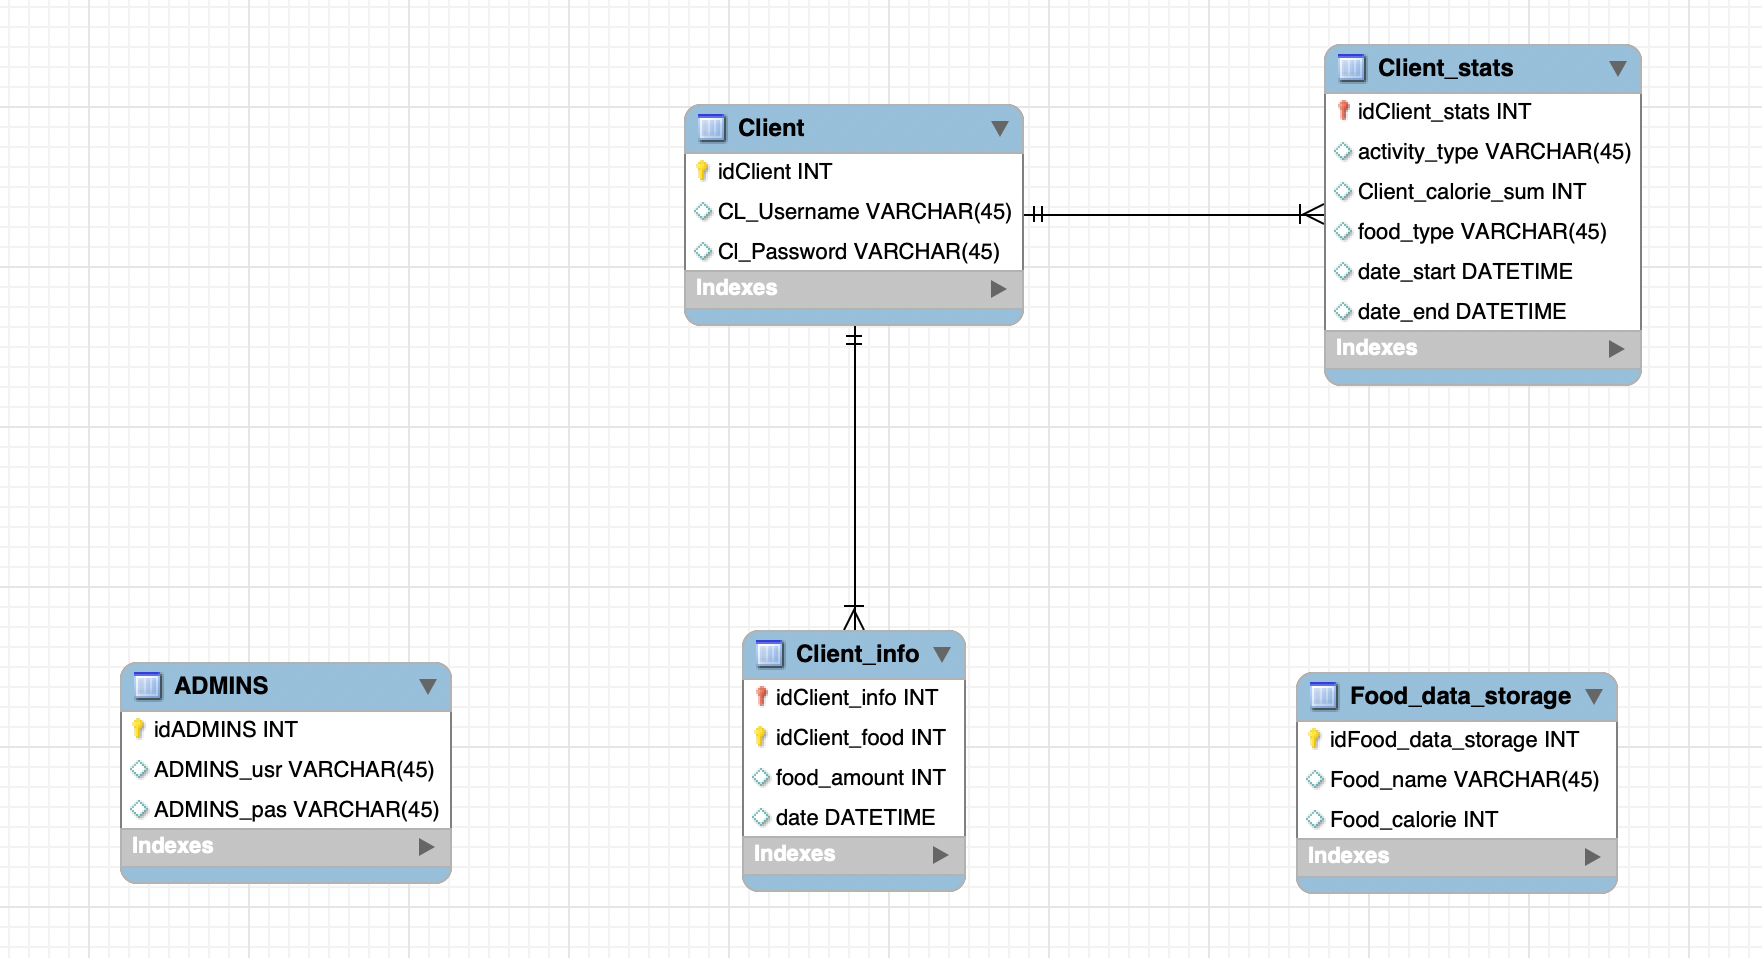 Client
idClient INT
CL_Username VARCHAR(45)
Cl_Password VARCHAR(45)
Indexes
Client_stats
idClient_stats INT
activity_type VARCHAR(45)
Client_calorie_sum INT
food_type VARCHAR(45)
date_start DATETIME
date_end DATETIME
Indexes
ADMINS
idADMINS INT
ADMINS_usr VARCHAR(45)
ADMINS_pas VARCHAR(45)
Indexes
Client_info
idClient_info INT
idClient_food INT
food_amount INT
date DATETIME
Indexes
Food_data_storage
idFood_data_storage INT
Food_name VARCHAR(45)
Food_calorie INT
Indexes